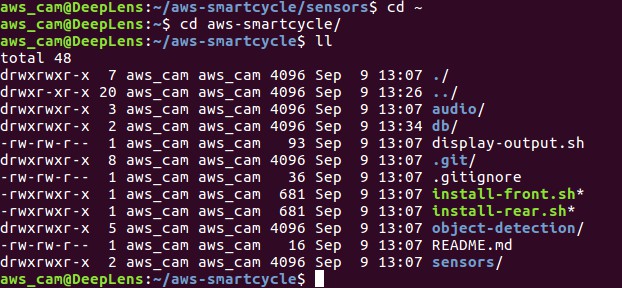 aws_cam@DeepLens:~/aws-smartcycle/sensors$ cd ~
aws_cam@DeepLens:~$ cd aws-smartcycle/
aws_cam@DeepLens:~/aws-smartcycle$ ll
total 48
drwxrwxr-x  7 aws_cam aws_cam 4096 Sep  9 13:07 ./
drwxr-xr-x 20 aws_cam aws_cam 4096 Sep  9 13:26 ../
drwxrwxr-x  3 aws_cam aws_cam 4096 Sep  9 13:07 audio/
drwxrwxr-x  2 aws_cam aws_cam 4096 Sep  9 13:34 db/
-rw-rw-r--  1 aws_cam aws_cam   93 Sep  9 13:07 display-output.sh
drwxrwxr-x  8 aws_cam aws_cam 4096 Sep  9 13:07 .git/
-rw-rw-r--  1 aws_cam aws_cam   36 Sep  9 13:07 .gitignore
-rwxrwxr-x  1 aws_cam aws_cam  681 Sep  9 13:07 install-front.sh*
-rwxrwxr-x  1 aws_cam aws_cam  681 Sep  9 13:07 install-rear.sh*
drwxrwxr-x  5 aws_cam aws_cam 4096 Sep  9 13:07 object-detection/
-rw-rw-r--  1 aws_cam aws_cam   16 Sep  9 13:07 README.md
drwxrwxr-x  2 aws_cam aws_cam 4096 Sep  9 13:07 sensors/
aws_cam@DeepLens:~/aws-smartcycle$